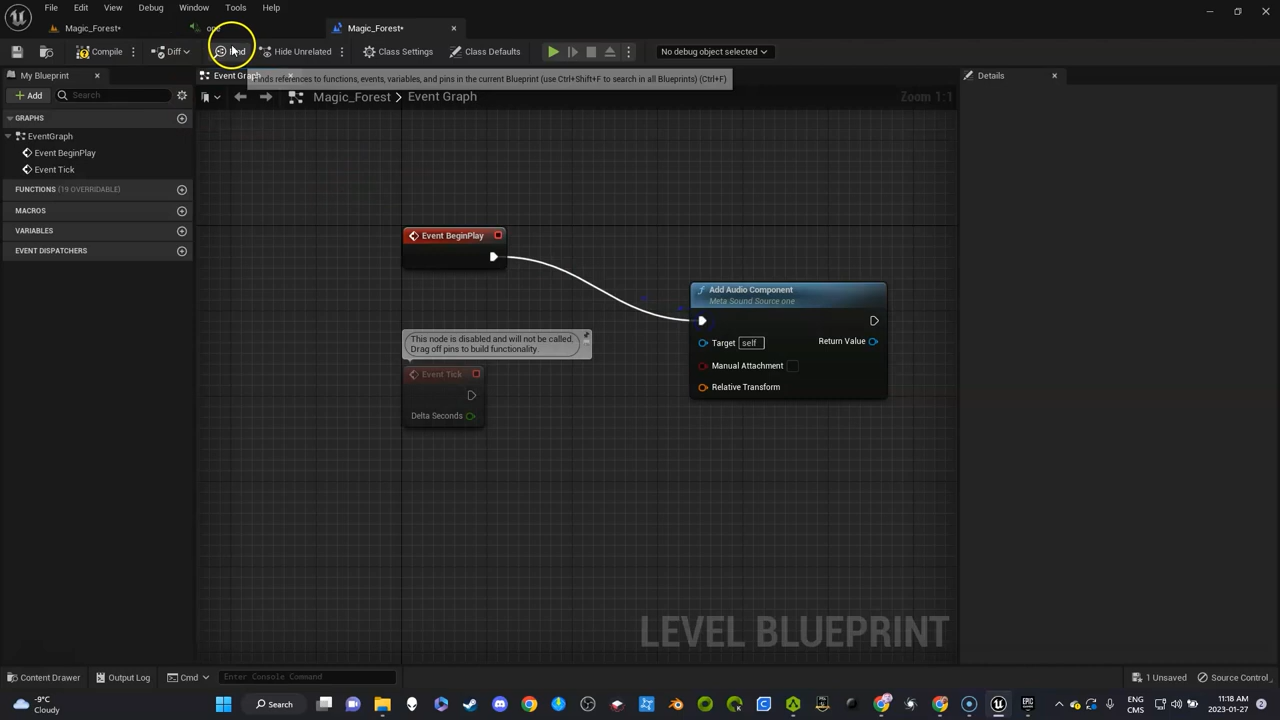 File Edit View Debug Window Tools Help
Magic_Forest* one Magic_Forest*
Compile Diff Hide Unrelated Class Settings Class Defaults No debug object selected
My Blueprint Event Graph Details
Finds references to functions, events, variables, and pins in the current Blueprint (use Ctrl+Shift+F to search in all Blueprints) (Ctrl+F)
Add Search
Magic_Forest > Event Graph Zoom 1:1
GRAPHS
EventGraph
Event BeginPlay
Event Tick
FUNCTIONS (19 OVERRIDABLE)
MACROS
VARIABLES
EVENT DISPATCHERS
Event BeginPlay
Add Audio Component
Meta Sound Source one
Target self
Return Value
Manual Attachment
Relative Transform
This node is disabled and will not be called.
Drag off pins to build functionality.
Event Tick
Delta Seconds
LEVEL BLUEPRINT
Content Drawer Output Log Cmd Enter Console Command 1 Unsaved Source Control
-9°C
Cloudy
Search
ENG
CMS
11:18 AM
2023-01-27